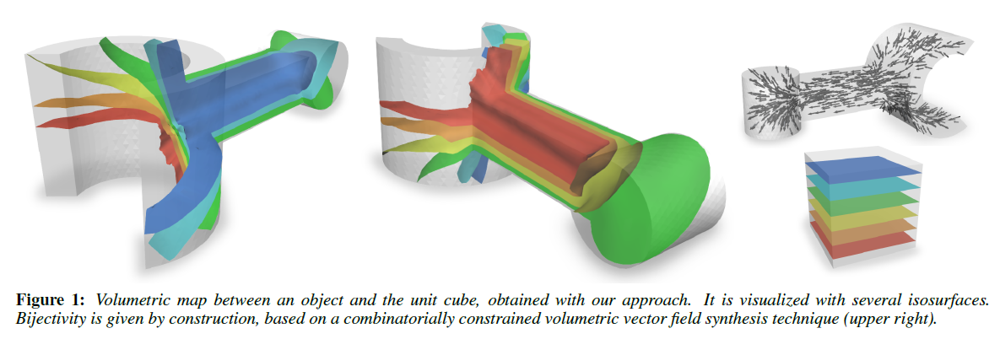 Figure 1: Volumetric map between an object and the unit cube, obtained with our approach. It is visualized with several isosurfaces.
Bijectivity is given by construction, based on a combinatorially constrained volumetric vector field synthesis technique (upper right).